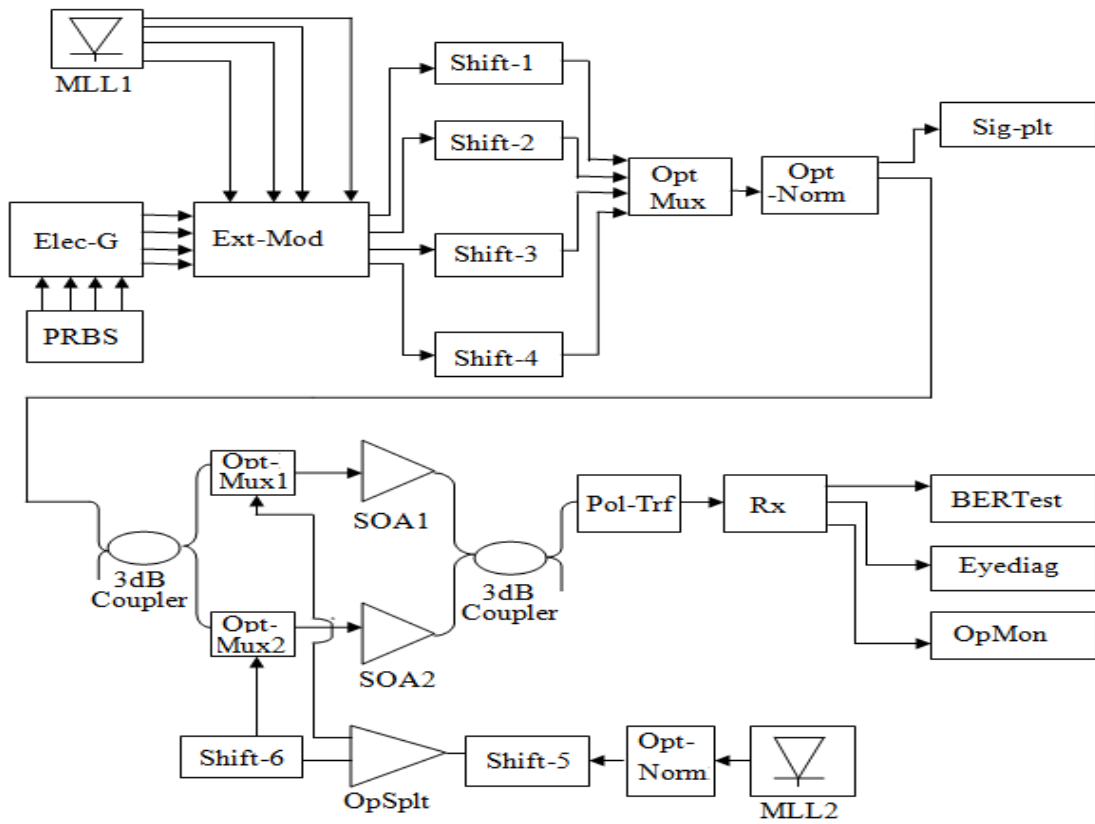 MLL1
Shift-1
Shift-2
Shift-3
Shift-4
Elec-G
Ext-Mod
PRBS
Opt
Mux
Opt
-Norm
Sig-plt
Opt-
Mux1
SOA1
3dB
Coupler
Opt-
Mux2
SOA2
3dB
Coupler
Pol-Trf
Rx
BERTest
Eyediag
OpMon
Shift-6
OpSplt
Shift-5
Opt-
Norm
MLL2